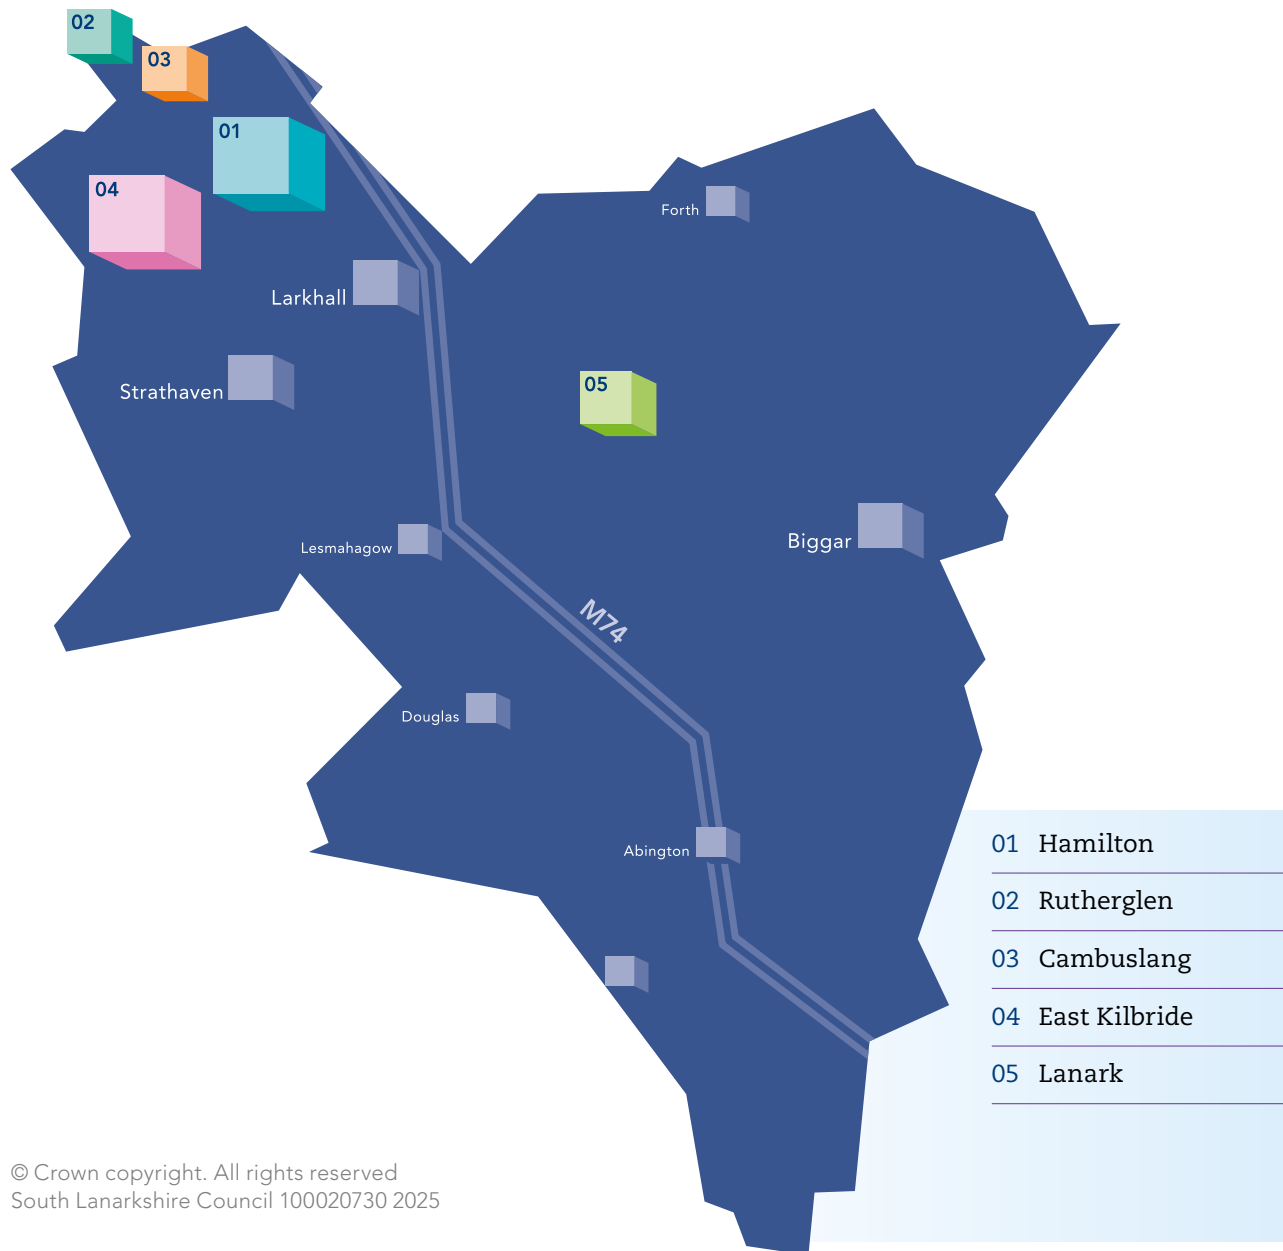 02
03
01
04
Forth
Larkhall
05
Strathaven
Biggar
Lesmahagow
M74
Douglas
Abington
01 Hamilton
02 Rutherglen
03 Cambuslang
04 East Kilbride
05 Lanark
© Crown copyright. All rights reserved
South Lanarkshire Council 100020730 2025